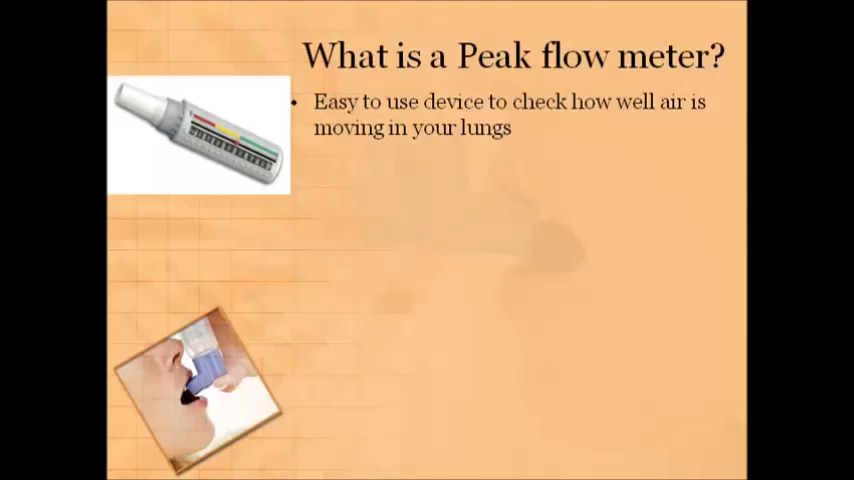 What is a Peak flow meter?
• Easy to use device to check how well air is
moving in your lungs